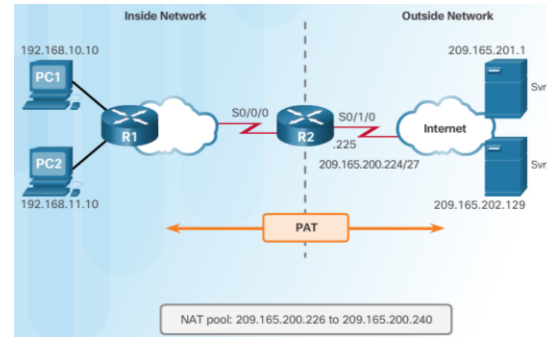 Inside Network
Outside Network
192.168.10.10
209.165.201.1
PC1
Svr
S0/0/0
S0/1/0
R1
R2
Internet
.225
PC2
209.165.200.224/27
Svr
192.168.11.10
209.165.202.129
PAT
NAT pool: 209.165.200.226 to 209.165.200.240